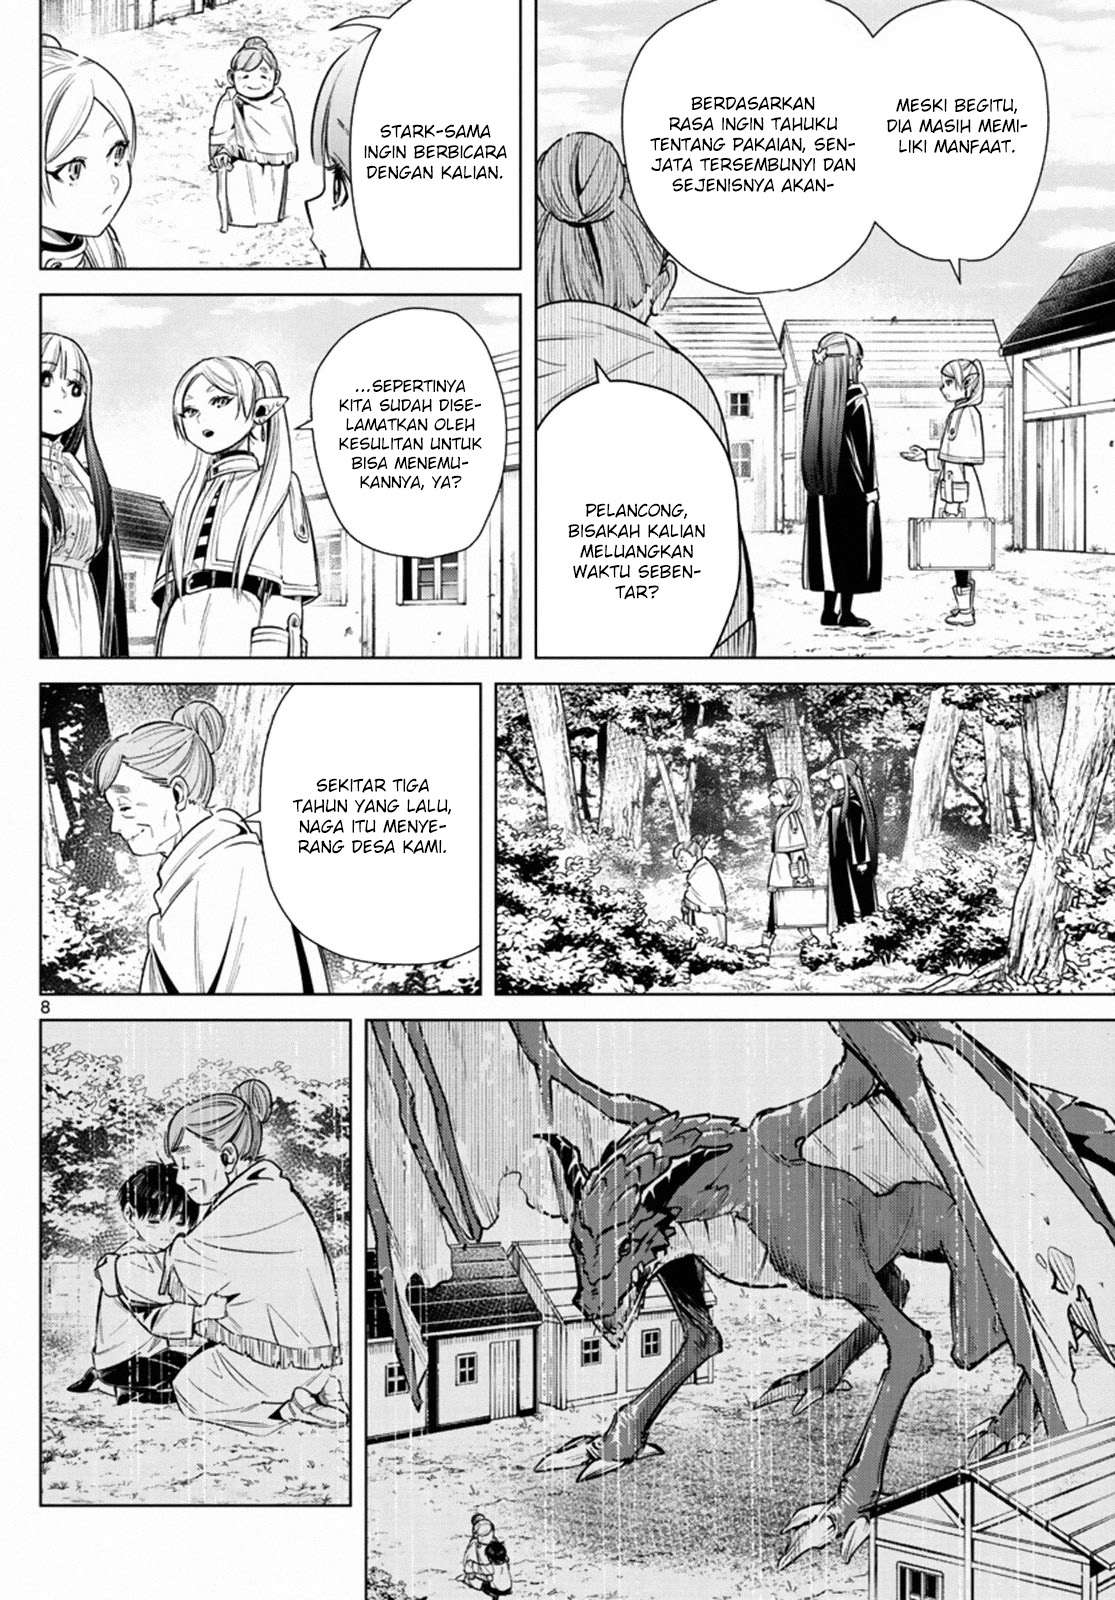 MESKI BEGITU,
DIA MASIH MEMI-
LIKI MANFAAT.
BERDASARKAN
RASA INGIN TAHUKU
TENTANG PAKAIAN, SEN-
JATA TERSEMBUNYI DAN
SEJENISNYA AKAN-
PELANCONG,
BISAKAH KALIAN
MELUANGKAN
WAKTU SEBEN-
TAR?
STARK-SAMA
INGIN BERBICARA
DENGAN KALIAN.
...SEPERTINYA
KITA SUDAH DISE-
LAMATKAN OLEH
KESULITAN UNTUK
BISA MENEMU-
KANNYA, YA?
SEKITAR TIGA
TAHUN YANG LALU,
NAGA ITU MENYE-
RANG DESA KAMI.
8